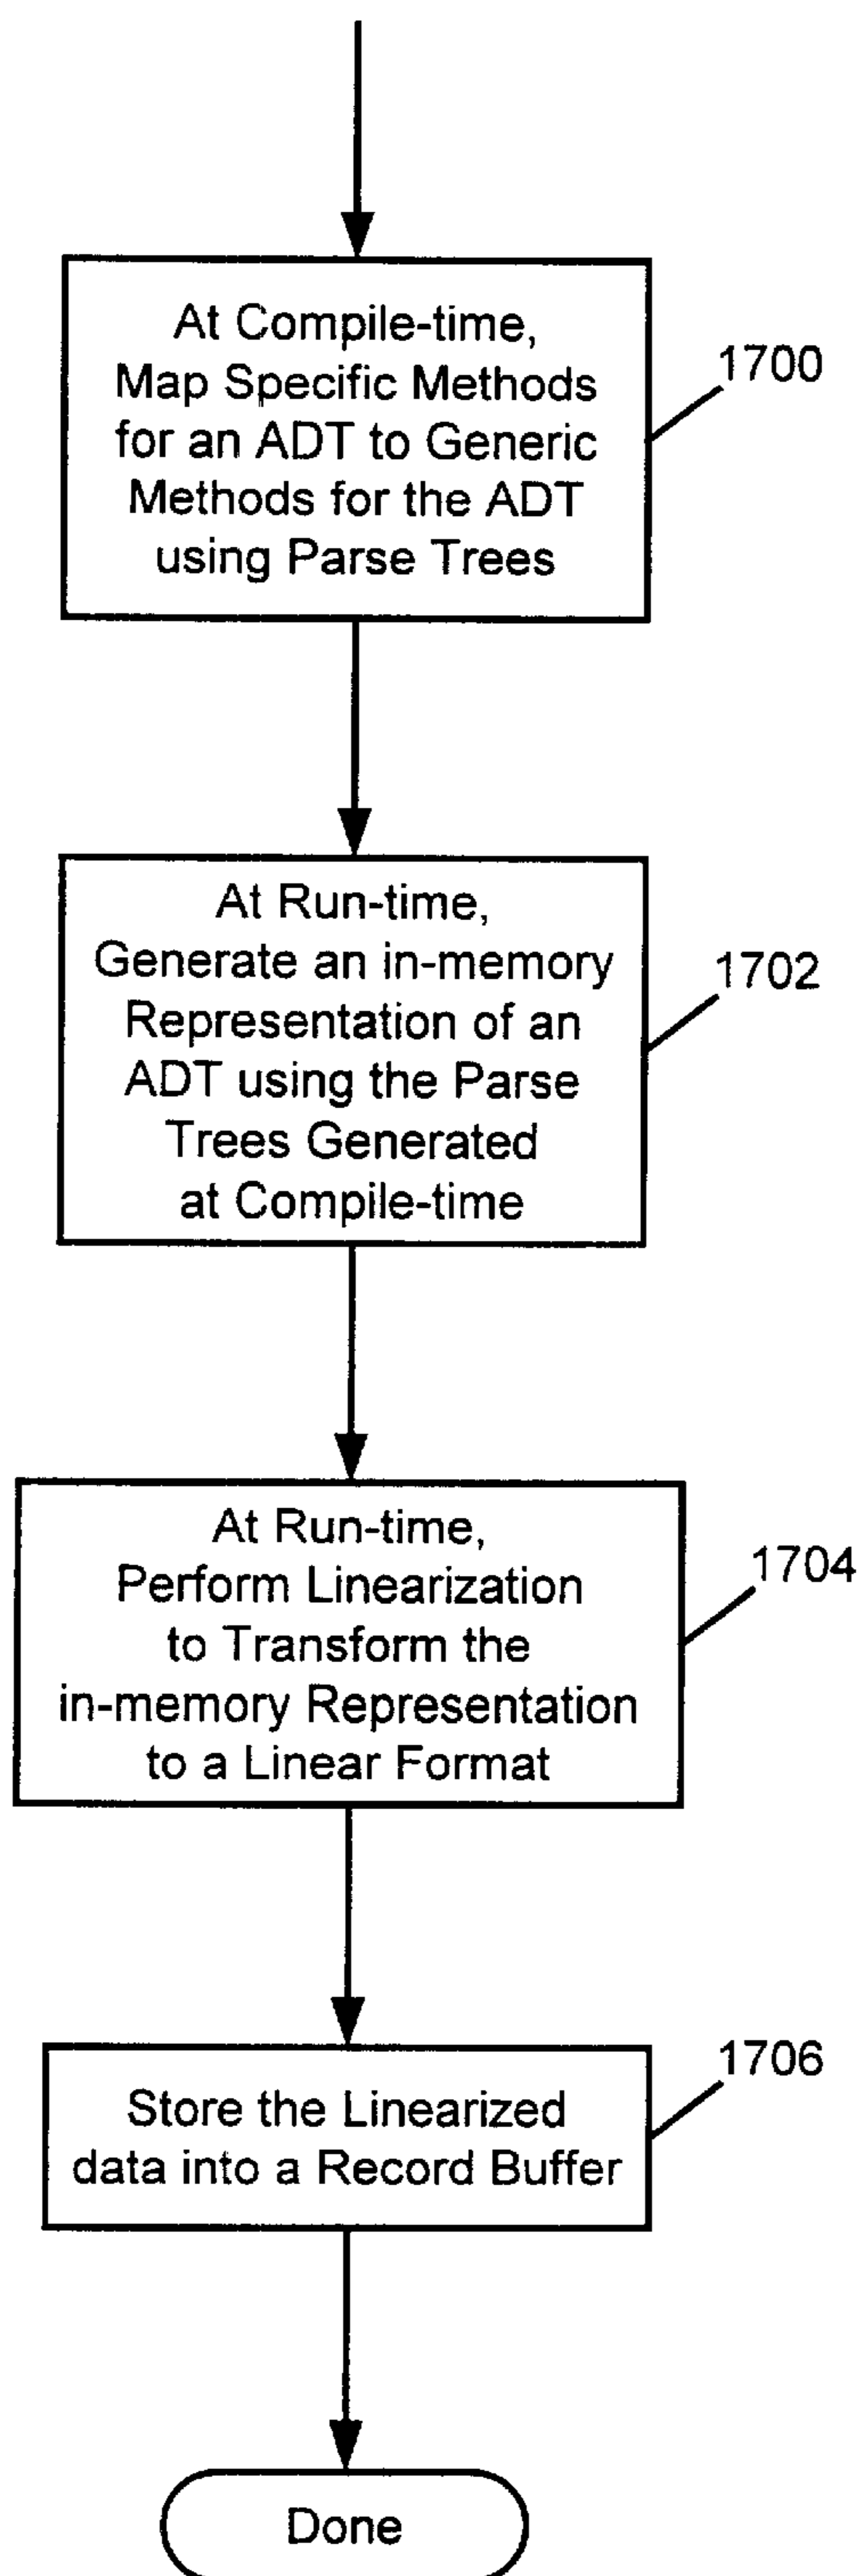 At Compile-time,
Map Specific Methods
for an ADT to Generic
Methods for the ADT
using Parse Trees
1700
At Run-time,
Generate an in-memory
Representation of an
ADT using the Parse
Trees Generated
at Compile-time
1702
At Run-time,
Perform Linearization
to Transform the
in-memory Representation
to a Linear Format
1704
Store the Linearized
data into a Record Buffer
1706
Done